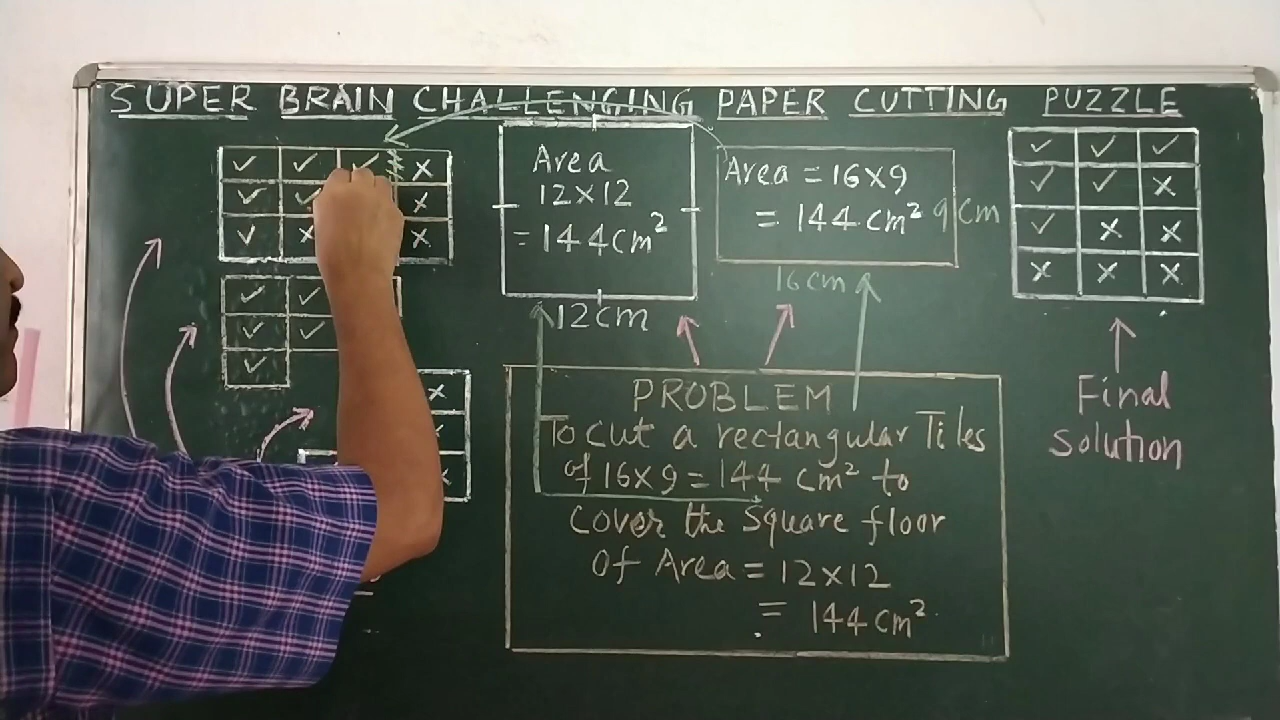 SUPER BRAIN CHALLENGING PAPER CUTTING PUZZLE
Area
12×12
=144cm²
12cm
Area = 16×9
= 144 cm²
9cm
16cm
PROBLEM
To cut a rectangular Tiles
of 16×9 = 144 cm² to
cover the square floor
of Area = 12×12
= 144 cm².
Final
solution